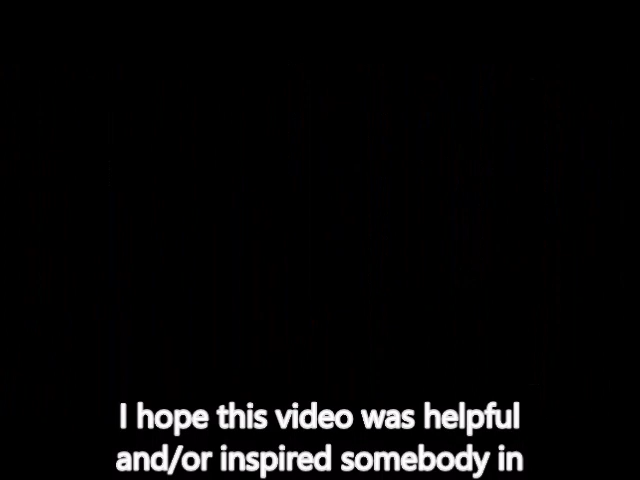 I hope this video was helpful
and/or inspired somebody in